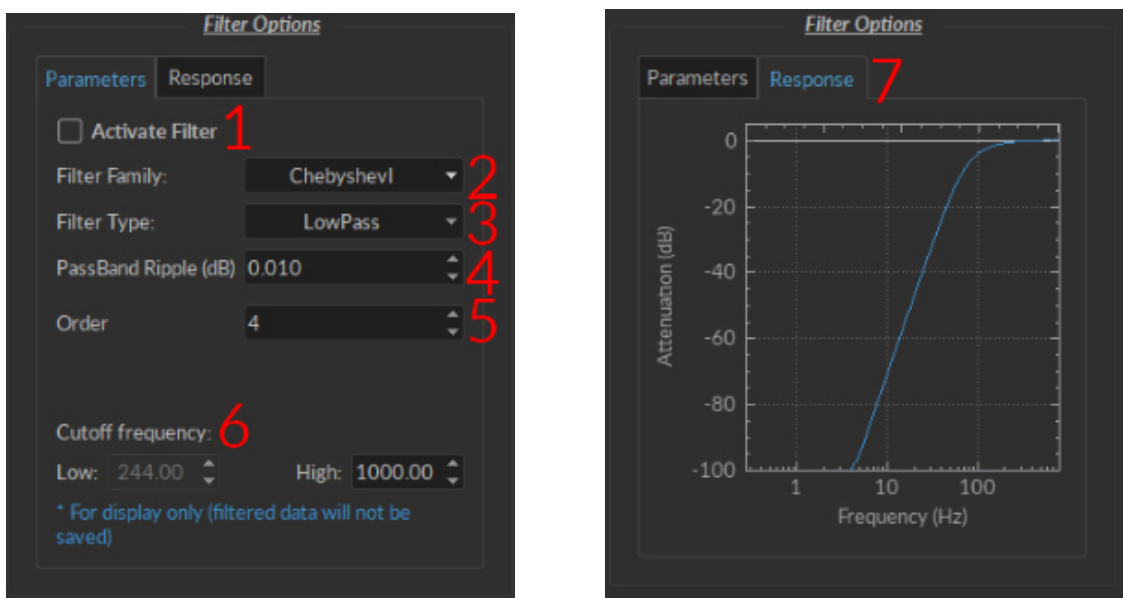 Filter Options
Parameters Response
1
Activate Filter
Filter Family: ChebyshevI 2
Filter Type: LowPass 3
PassBand Ripple (dB) 0.010 4
Order 4 5
6
Cutoff frequency:
Low: 244.00 High: 1000.00
* For display only (filtered data will not be
saved)
Filter Options
Parameters Response 7
0
-20
-40
-60
-80
-100
Attenuation (dB)
1 10 100
Frequency (Hz)